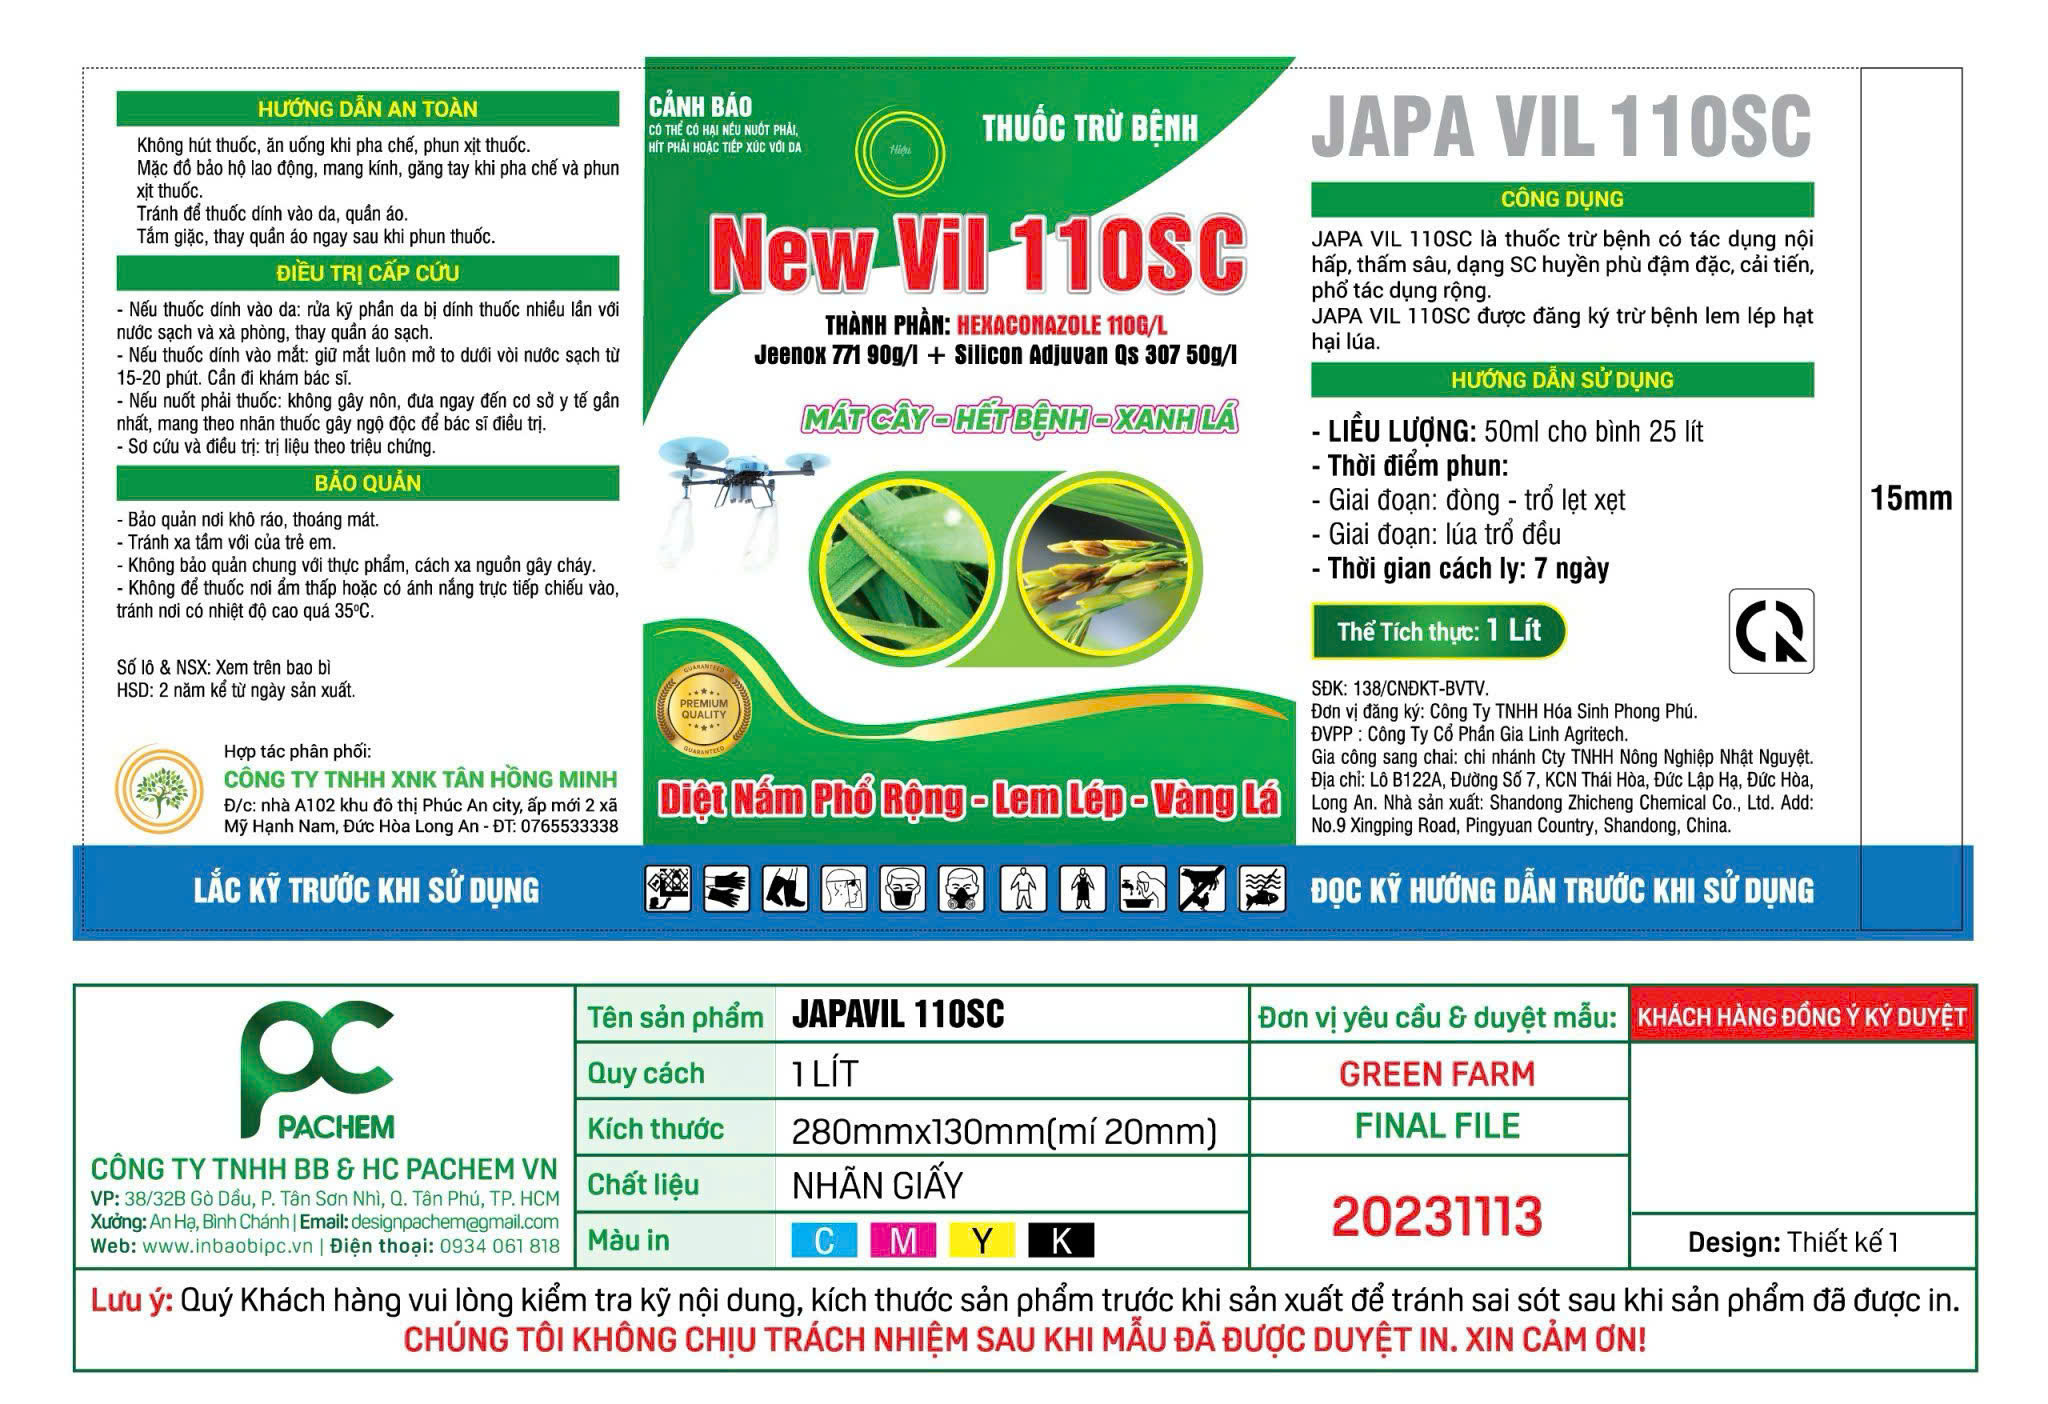 HƯỚNG DẪN AN TOÀN
Không hút thuốc, ăn uống khi pha chế, phun xịt thuốc.
Mặc đồ bảo hộ lao động, mang kính, găng tay khi pha chế và phun
xịt thuốc.
Tránh để thuốc dính vào da, quần áo.
Tắm giặc, thay quần áo ngay sau khi phun thuốc.
ĐIỀU TRỊ CẤP CỨU
- Nếu thuốc dính vào da: rửa kỹ phần da bị dính thuốc nhiều lần với
nước sạch và xà phòng, thay quần áo sạch.
- Nếu thuốc dính vào mắt: giữ mắt luôn mở to dưới vòi nước sạch từ
15-20 phút. Cần đi khám bác sĩ.
- Nếu nuốt phải thuốc: không gây nôn, đưa ngay đến cơ sở y tế gần
nhất, mang theo nhãn thuốc gây ngộ độc để bác sĩ điều trị.
- Sơ cứu và điều trị: trị liệu theo triệu chứng.
BẢO QUẢN
- Bảo quản nơi khô ráo, thoáng mát.
- Tránh xa tầm với của trẻ em.
- Không bảo quản chung với thực phẩm, cách xa nguồn gây cháy.
- Không để thuốc nơi ẩm thấp hoặc có ánh nắng trực tiếp chiếu vào,
tránh nơi có nhiệt độ cao quá 35ºC.
Số lô & NSX: Xem trên bao bì
HSD: 2 năm kể từ ngày sản xuất.
Hợp tác phân phối:
CÔNG TY TNHH XNK TÂN HỒNG MINH
Đ/c: nhà A102 khu đô thị Phúc An city, ấp mới 2 xã
Mỹ Hạnh Nam, Đức Hòa Long An - ĐT: 0765533338
LẮC KỸ TRƯỚC KHI SỬ DỤNG
CẢNH BÁO
CÓ THỂ CÓ HẠI NẾU NUỐT PHẢI,
HÍT PHẢI HOẶC TIẾP XÚC VỚI DA
Hiệu
THUỐC TRỪ BỆNH
New Vil 110SC
THÀNH PHẦN: HEXACONAZOLE 110G/L
Jeenox 771 90g/l + Silicon Adjuvan Qs 307 50g/l
MÁT CÂY - HẾT BỆNH - XANH LÁ
GUARANTEED
PREMIUM
QUALITY
GUARANTEED
Diệt Nấm Phổ Rộng - Lem Lép - Vàng Lá
JAPA VIL 110SC
CÔNG DỤNG
JAPA VIL 110SC là thuốc trừ bệnh có tác dụng nội
hấp, thấm sâu, dạng SC huyền phù đậm đặc, cải tiến,
phổ tác dụng rộng.
JAPA VIL 110SC được đăng ký trừ bệnh lem lép hạt
hại lúa.
HƯỚNG DẪN SỬ DỤNG
- LIỀU LƯỢNG: 50ml cho bình 25 lít
- Thời điểm phun:
- Giai đoạn: đòng - trổ lẹt xẹt
- Giai đoạn: lúa trổ đều
- Thời gian cách ly: 7 ngày
Thể Tích thực: 1 Lít
CR
SĐK: 138/CNĐKT-BVTV.
Đơn vị đăng ký: Công Ty TNHH Hóa Sinh Phong Phú.
ĐVPP : Công Ty Cổ Phần Gia Linh Agritech.
Gia công sang chai: chi nhánh Cty TNHH Nông Nghiệp Nhật Nguyệt.
Địa chỉ: Lô B122A, Đường Số 7, KCN Thái Hòa, Đức Lập Hạ, Đức Hòa,
Long An. Nhà sản xuất: Shandong Zhicheng Chemical Co., Ltd. Add:
No.9 Xingping Road, Pingyuan Country, Shandong, China.
ĐỌC KỸ HƯỚNG DẪN TRƯỚC KHI SỬ DỤNG
15mm
PC
PACHEM
CÔNG TY TNHH BB & HC PACHEM VN
VP: 38/32B Gò Dầu, P. Tân Sơn Nhì, Q. Tân Phú, TP. HCM
Xưởng: An Hạ, Bình Chánh | Email: designpachem@gmail.com
Web: www.inbaobipc.vn | Điện thoại: 0934 061 818
Tên sản phẩm JAPAVIL 110SC
Quy cách 1 LÍT
Kích thước 280mmx130mm(mí 20mm)
Chất liệu NHÃN GIẤY
Màu in C M Y K
Đơn vị yêu cầu & duyệt mẫu:
GREEN FARM
FINAL FILE
20231113
KHÁCH HÀNG ĐỒNG Ý KÝ DUYỆT
Design: Thiết kế 1
Lưu ý: Quý Khách hàng vui lòng kiểm tra kỹ nội dung, kích thước sản phẩm trước khi sản xuất để tránh sai sót sau khi sản phẩm đã được in.
CHÚNG TÔI KHÔNG CHỊU TRÁCH NHIỆM SAU KHI MẪU ĐÃ ĐƯỢC DUYỆT IN. XIN CẢM ƠN!